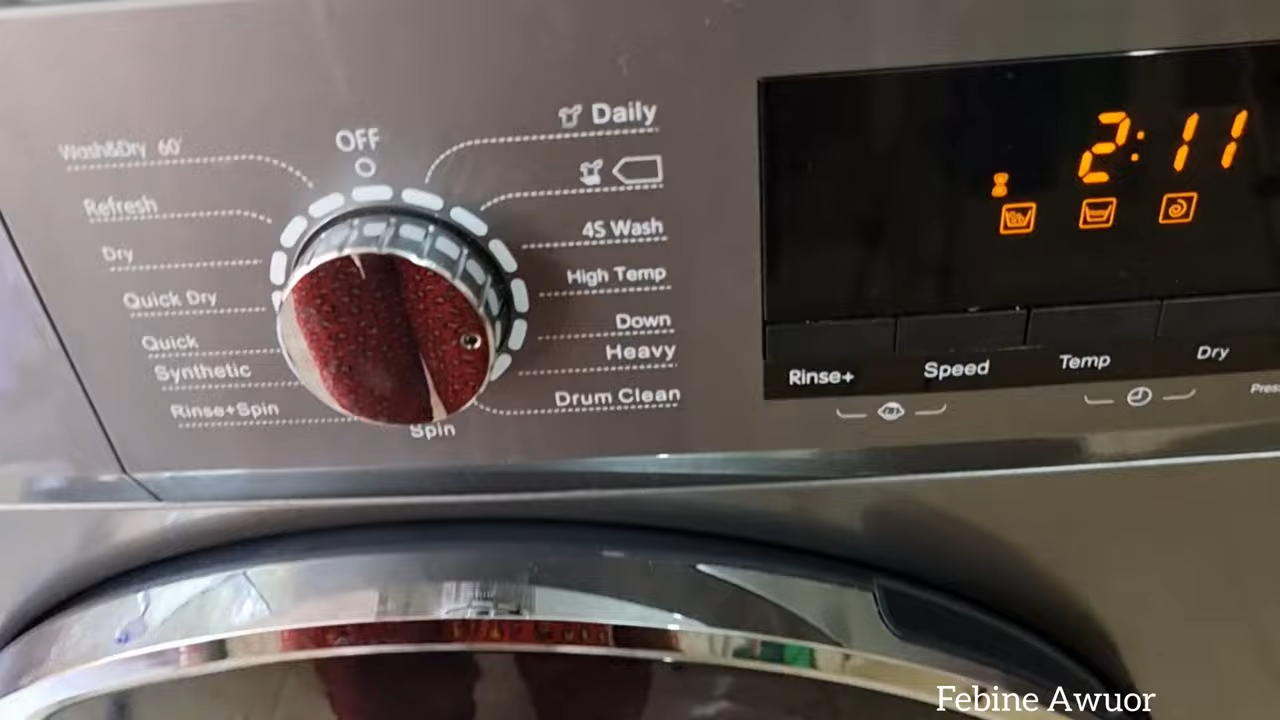 Wash&Dry 60'
Refresh
Dry
Quick Dry
Quick
Synthetic
Rinse+Spin
OFF
Spin
Daily
4S Wash
High Temp
Down
Heavy
Drum Clean
2:11
Rinse+
Speed
Temp
Dry
Febine Awuor